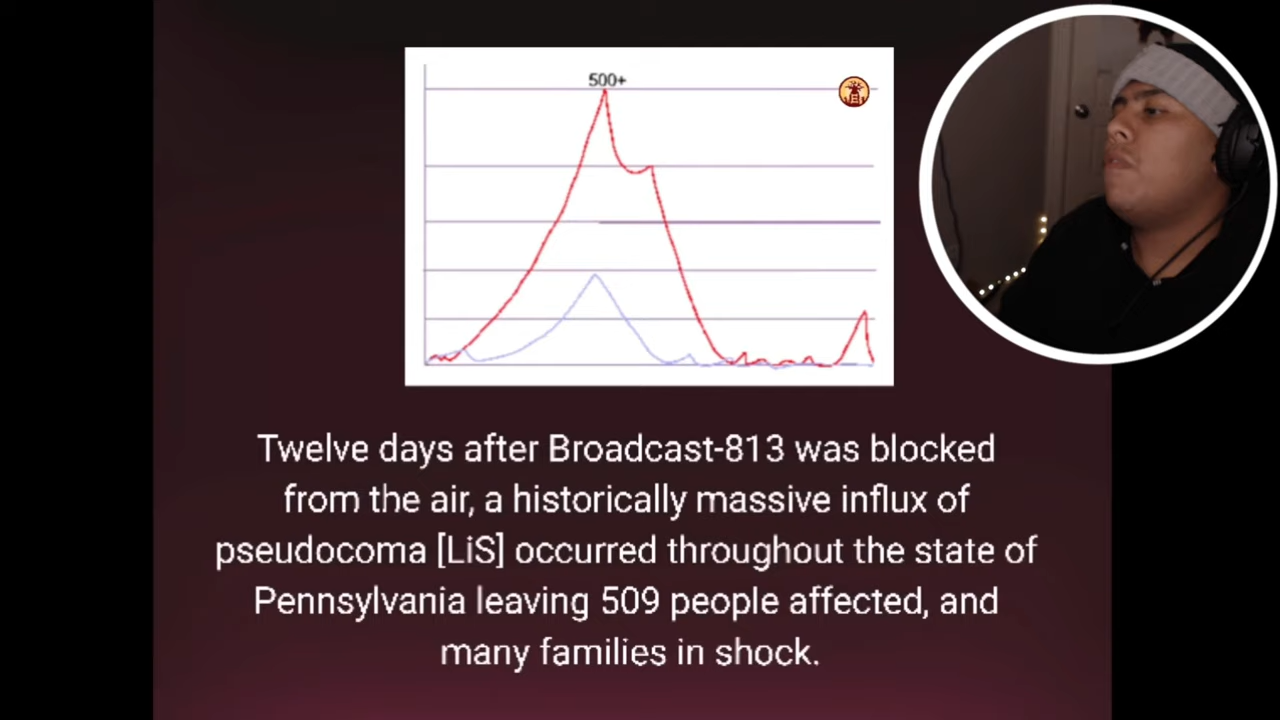 500+
Twelve days after Broadcast-813 was blocked
from the air, a historically massive influx of
pseudocoma [LiS] occurred throughout the state of
Pennsylvania leaving 509 people affected, and
many families in shock.